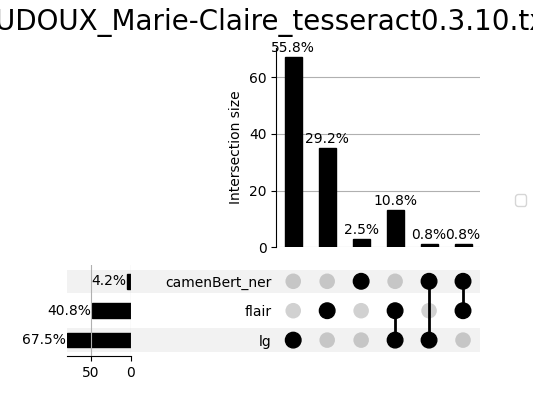 UDOUX_Marie-Claire_tesseract0.3.10.tx
55.8%
60
29.2%
40
Intersection size
20
10.8%
2.5%
0.8%0.8%
0
4.2%
camenBert_ner
40.8%
flair
67.5%
lg
50 0